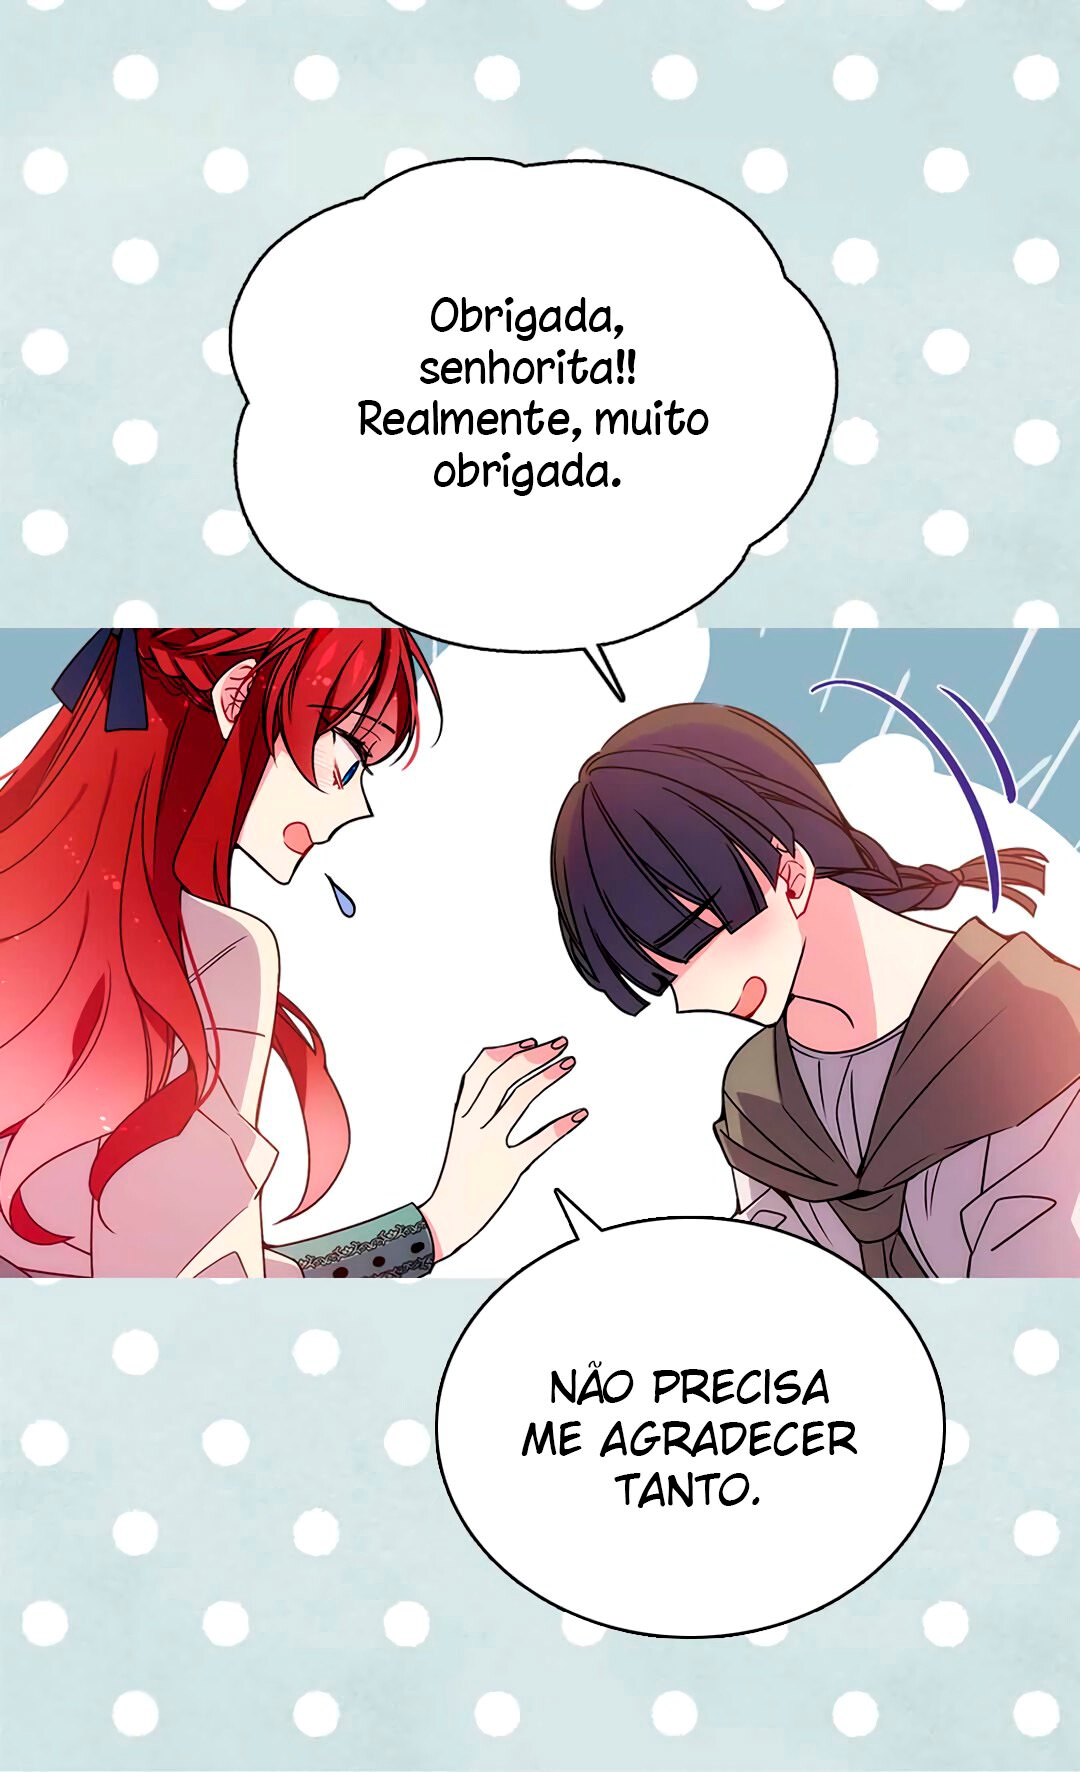 Obrigada,
senhorita!!
Realmente, muito
obrigada.
NÃO PRECISA
ME AGRADECER
TANTO.